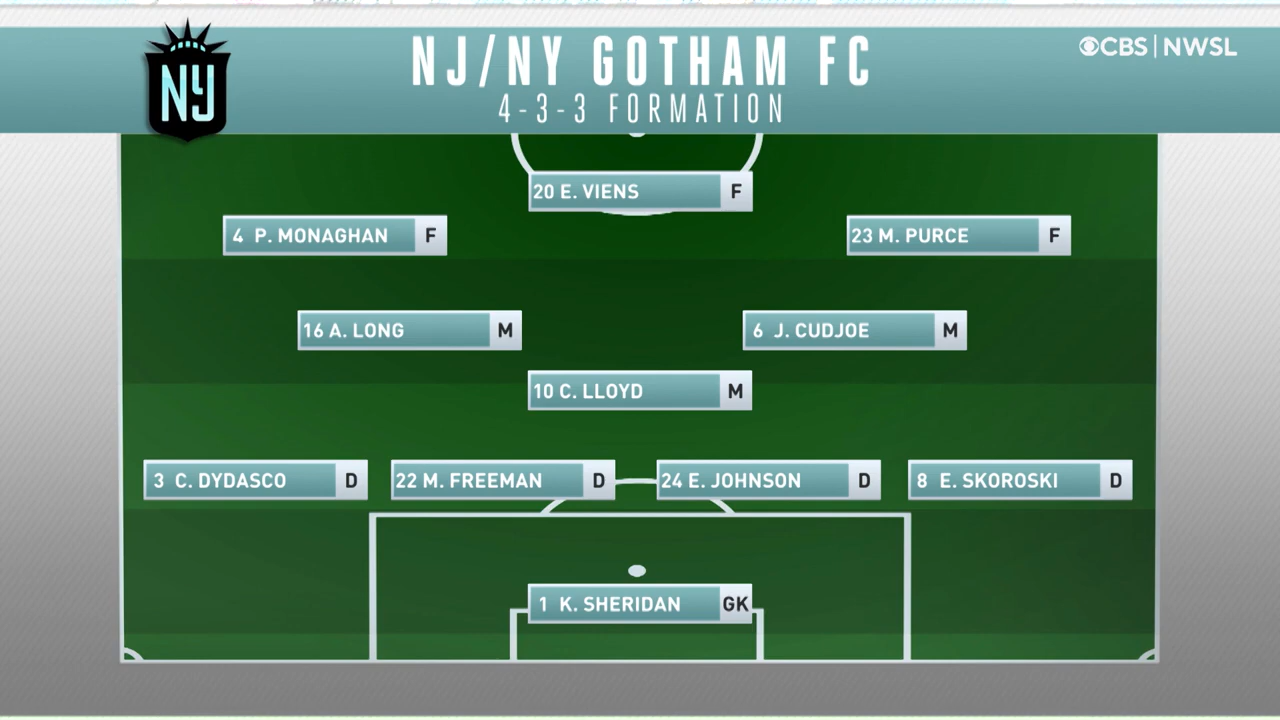 NJ/NY GOTHAM FC
4-3-3 FORMATION
CBS | NWSL
NY
20 E. VIENS F
4 P. MONAGHAN F
23 M. PURCE F
16 A. LONG M
6 J. CUDJOE M
10 C. LLOYD M
3 C. DYDASCO D
22 M. FREEMAN D
24 E. JOHNSON D
8 E. SKOROSKI D
1 K. SHERIDAN GK